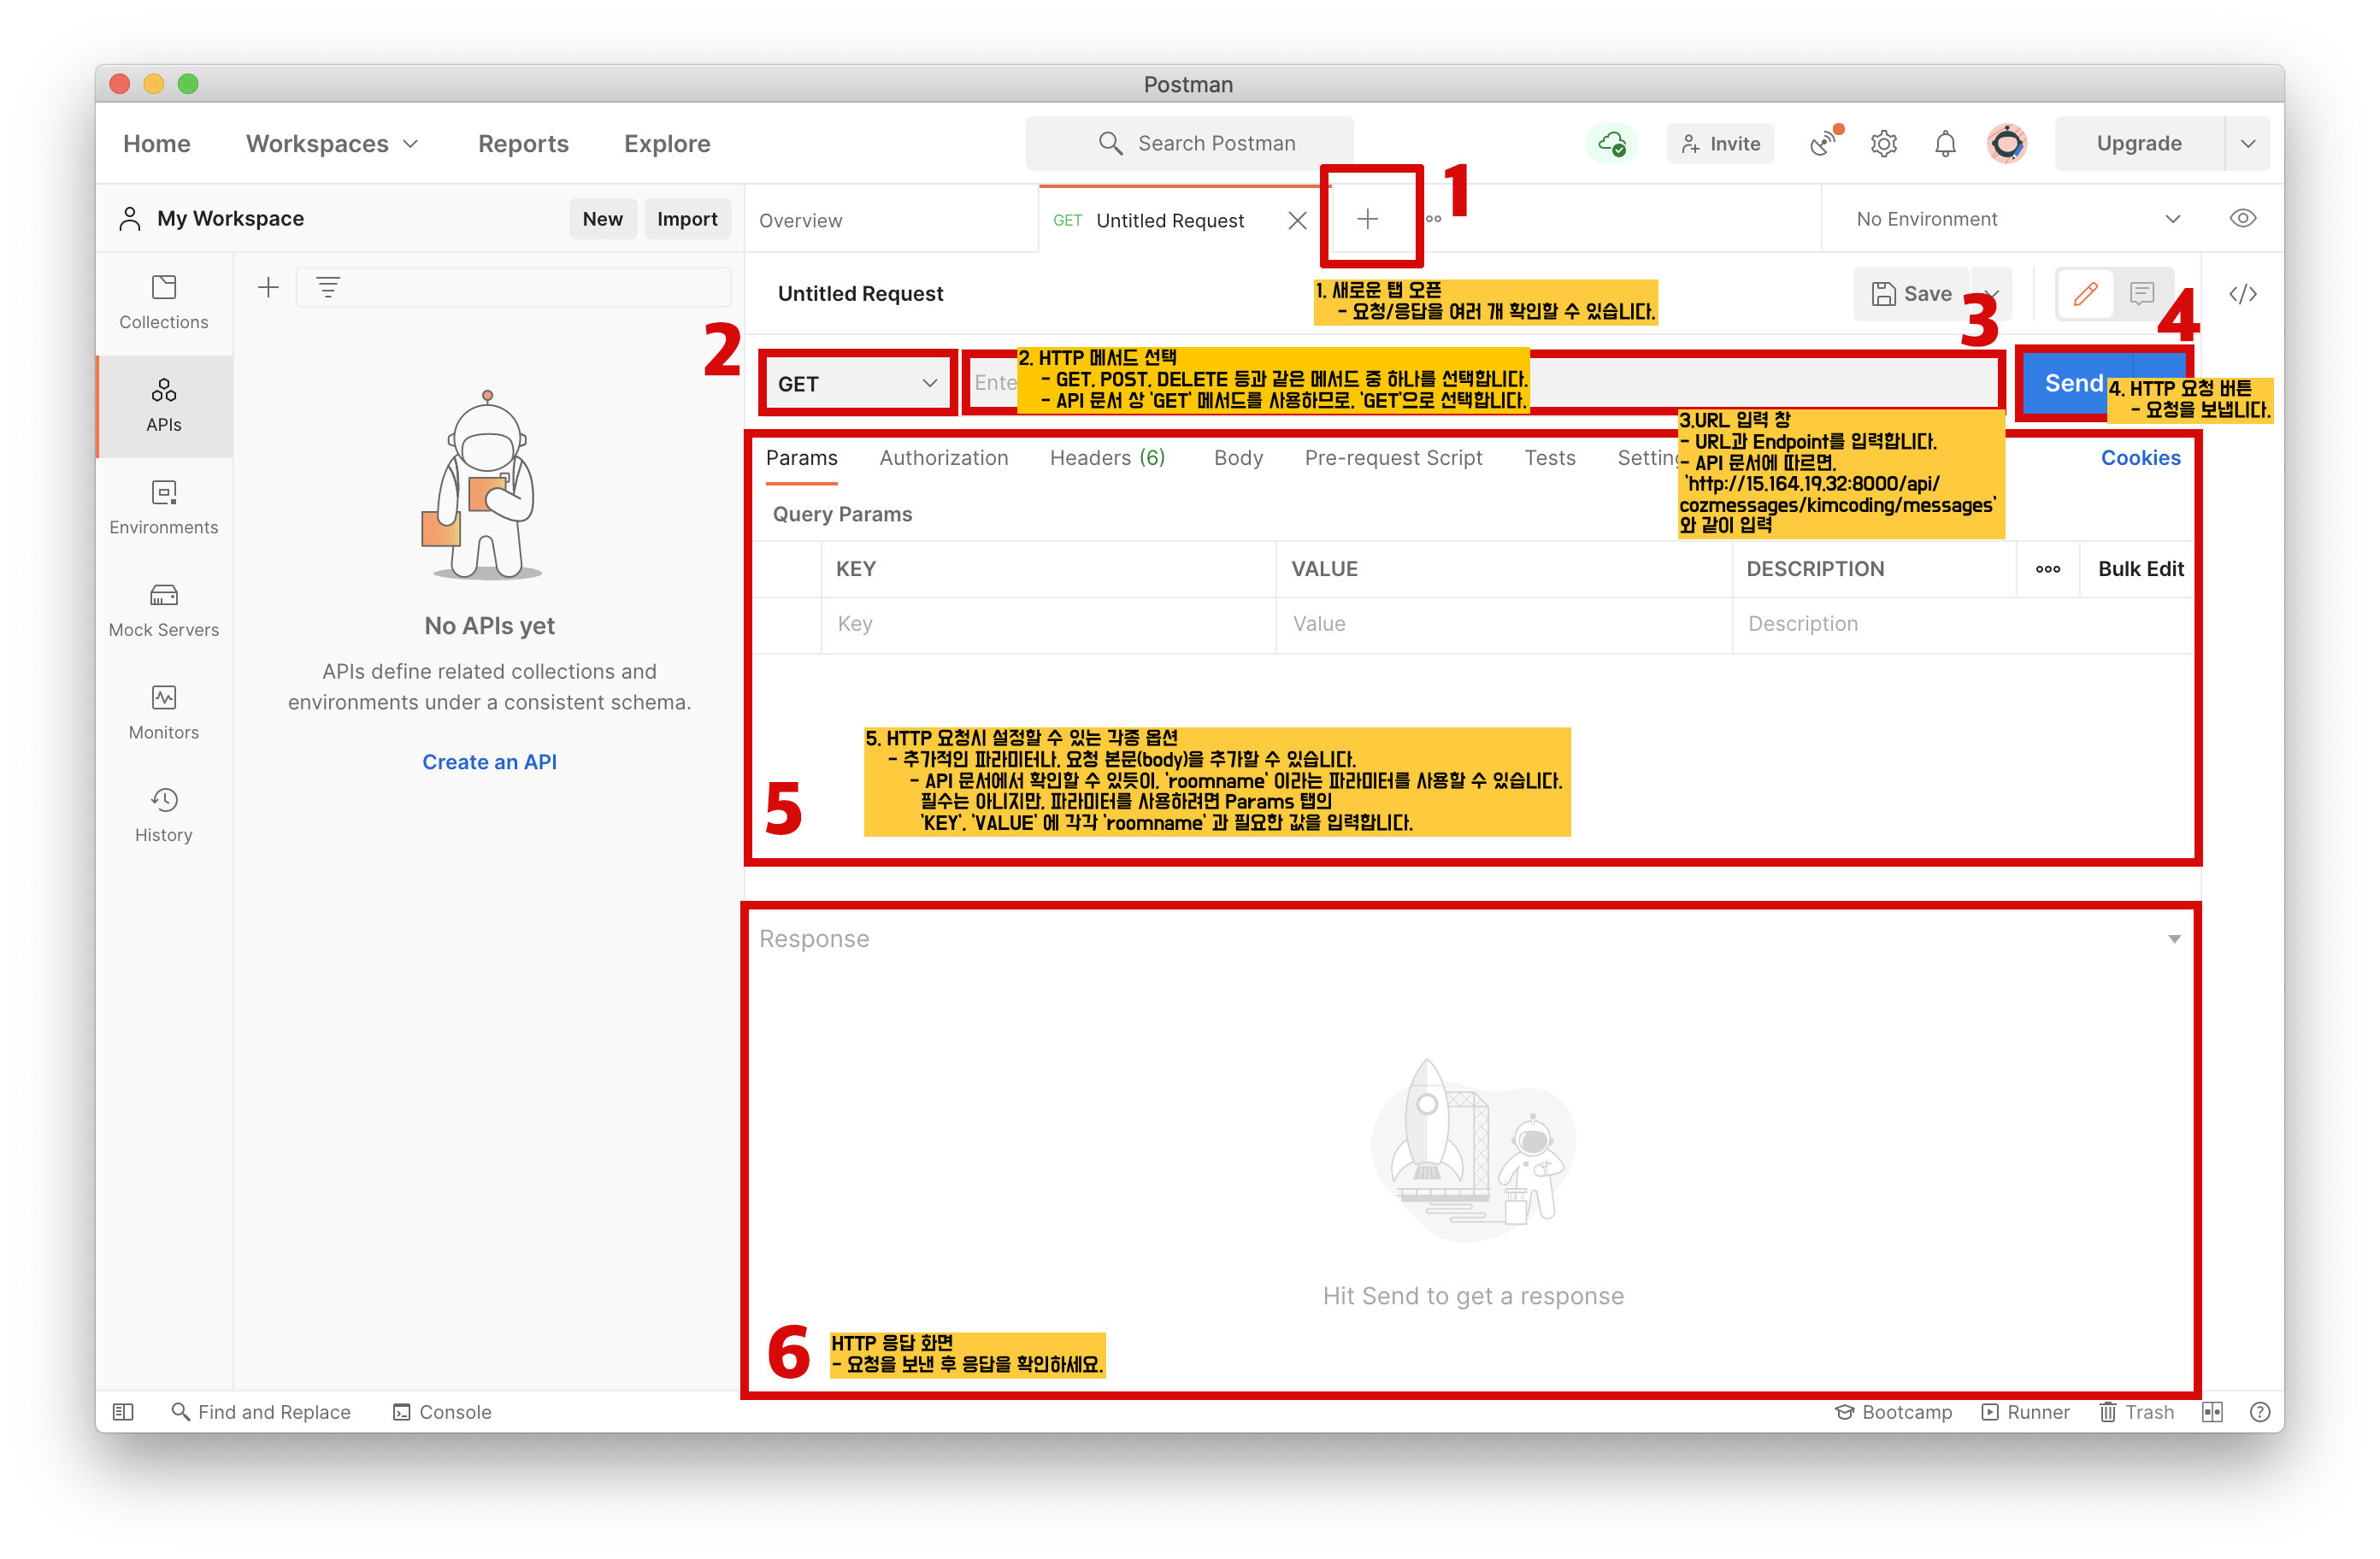 Postman
Home Workspaces Reports Explore Search Postman Invite Upgrade
My Workspace New Import
Overview GET Untitled Request No Environment
1
Collections
APIs
Environments
Mock Servers
Monitors
History
No APIs yet
APIs define related collections and
environments under a consistent schema.
Create an API
Untitled Request Save
1. 새로운 탭 오픈
- 요청/응답을 여러 개 확인할 수 있습니다.
2
GET
2. HTTP 메서드 선택
- GET, POST, DELETE 등과 같은 메서드 중 하나를 선택합니다.
- API 문서 상 'GET' 메서드를 사용하므로, 'GET'으로 선택합니다.
3
4
Send
4. HTTP 요청 버튼
- 요청을 보냅니다.
3.URL 입력 창
- URL과 Endpoint를 입력합니다.
- API 문서에 따르면,
'http://15.164.19.32:8000/api/
cozmessages/kimcoding/messages'
와 같이 입력
Params Authorization Headers (6) Body Pre-request Script Tests Cookies
Query Params
KEY VALUE DESCRIPTION Bulk Edit
Key Value Description
5
5. HTTP 요청시 설정할 수 있는 각종 옵션
- 추가적인 파라미터나, 요청 본문(body)을 추가할 수 있습니다.
- API 문서에서 확인할 수 있듯이, 'roomname' 이라는 파라미터를 사용할 수 있습니다.
필수는 아니지만, 파라미터를 사용하려면 Params 탭의
'KEY', 'VALUE' 에 각각 'roomname' 과 필요한 값을 입력합니다.
Response
Hit Send to get a response
6
HTTP 응답 화면
- 요청을 보낸 후 응답을 확인하세요.
Find and Replace Console Bootcamp Runner Trash